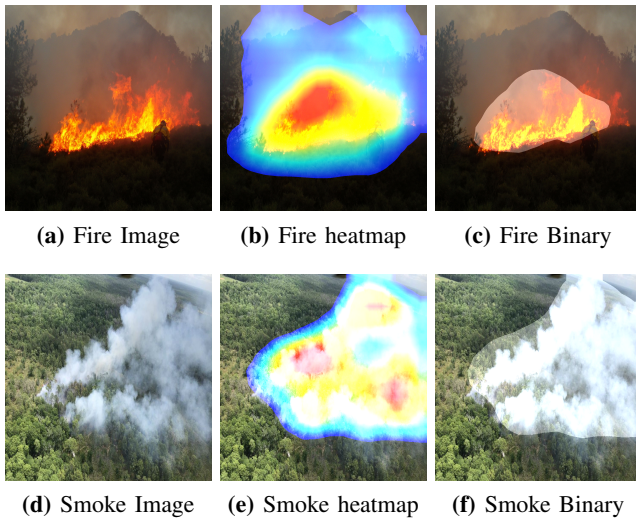 (a) Fire Image (b) Fire heatmap (c) Fire Binary
(d) Smoke Image (e) Smoke heatmap (f) Smoke Binary